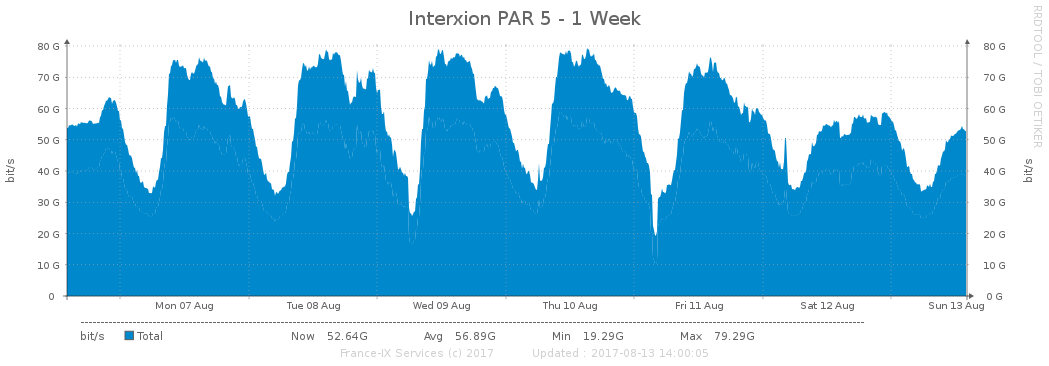 Interxion PAR 5 - 1 Week
RRDTOOL / TOBI OETIKER
80 G 80 G
70 G 70 G
60 G 60 G
50 G 50 G
40 G 40 G
30 G 30 G
20 G 20 G
10 G 10 G
0 0 G
bit/s bit/s
Mon 07 Aug Tue 08 Aug Wed 09 Aug Thu 10 Aug Fri 11 Aug Sat 12 Aug Sun 13 Aug
bit/s Total Now 52.64G Avg 56.89G Min 19.29G Max 79.29G
France-IX Services (c) 2017 Updated : 2017-08-13 14:00:05